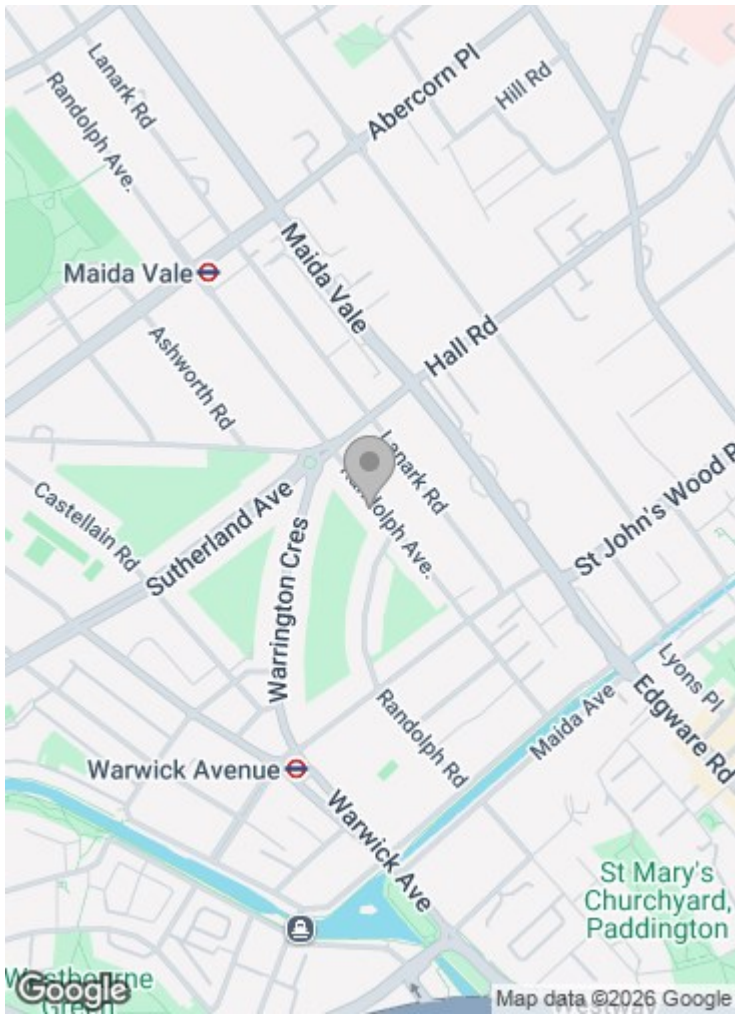 Lanark Rd
Randolph Ave.
Abercorn Pl
Hill Rd
Maida Vale
Maida Vale
Hall Rd
Ashworth Rd
Lanark Rd
Randolph Ave.
Castellain Rd
Sutherland Ave
Warrington Cres
St John's Wood
Lyons Pl
Maida Ave
Edgware Rd
Randolph Rd
Warwick Avenue
Warwick Ave
St Mary's
Churchyard,
Paddington
Westbourne
Green
Google
Map data ©2026 Google
Westway